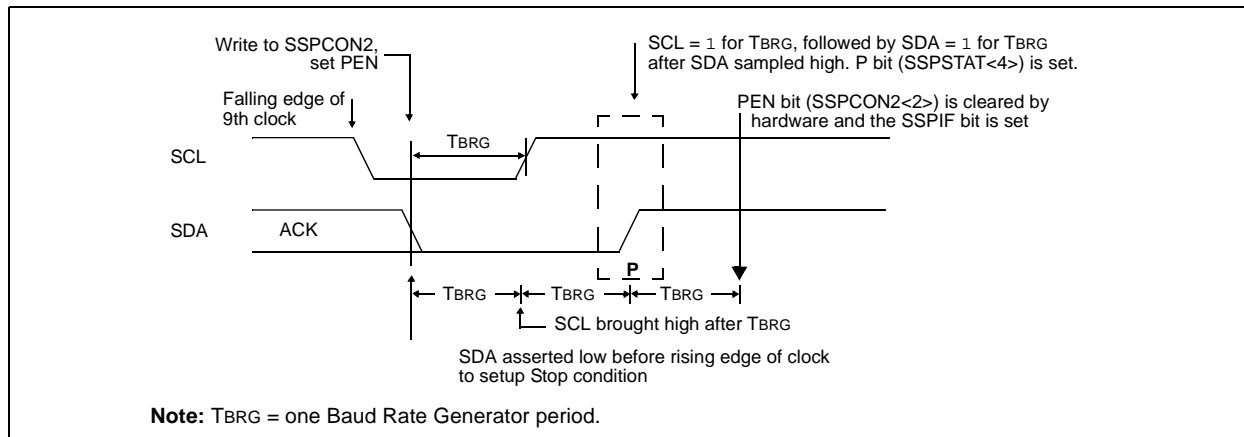 Write to SSPCON2,
set PEN
SCL = 1 for TBRG, followed by SDA = 1 for TBRG
after SDA sampled high. P bit (SSPSTAT<4>) is set.
Falling edge of
9th clock
PEN bit (SSPCON2<2>) is cleared by
hardware and the SSPIF bit is set
TBRG
SCL
SDA
ACK
P
TBRG
TBRG
TBRG
SCL brought high after TBRG
SDA asserted low before rising edge of clock
to setup Stop condition
Note: TBRG = one Baud Rate Generator period.